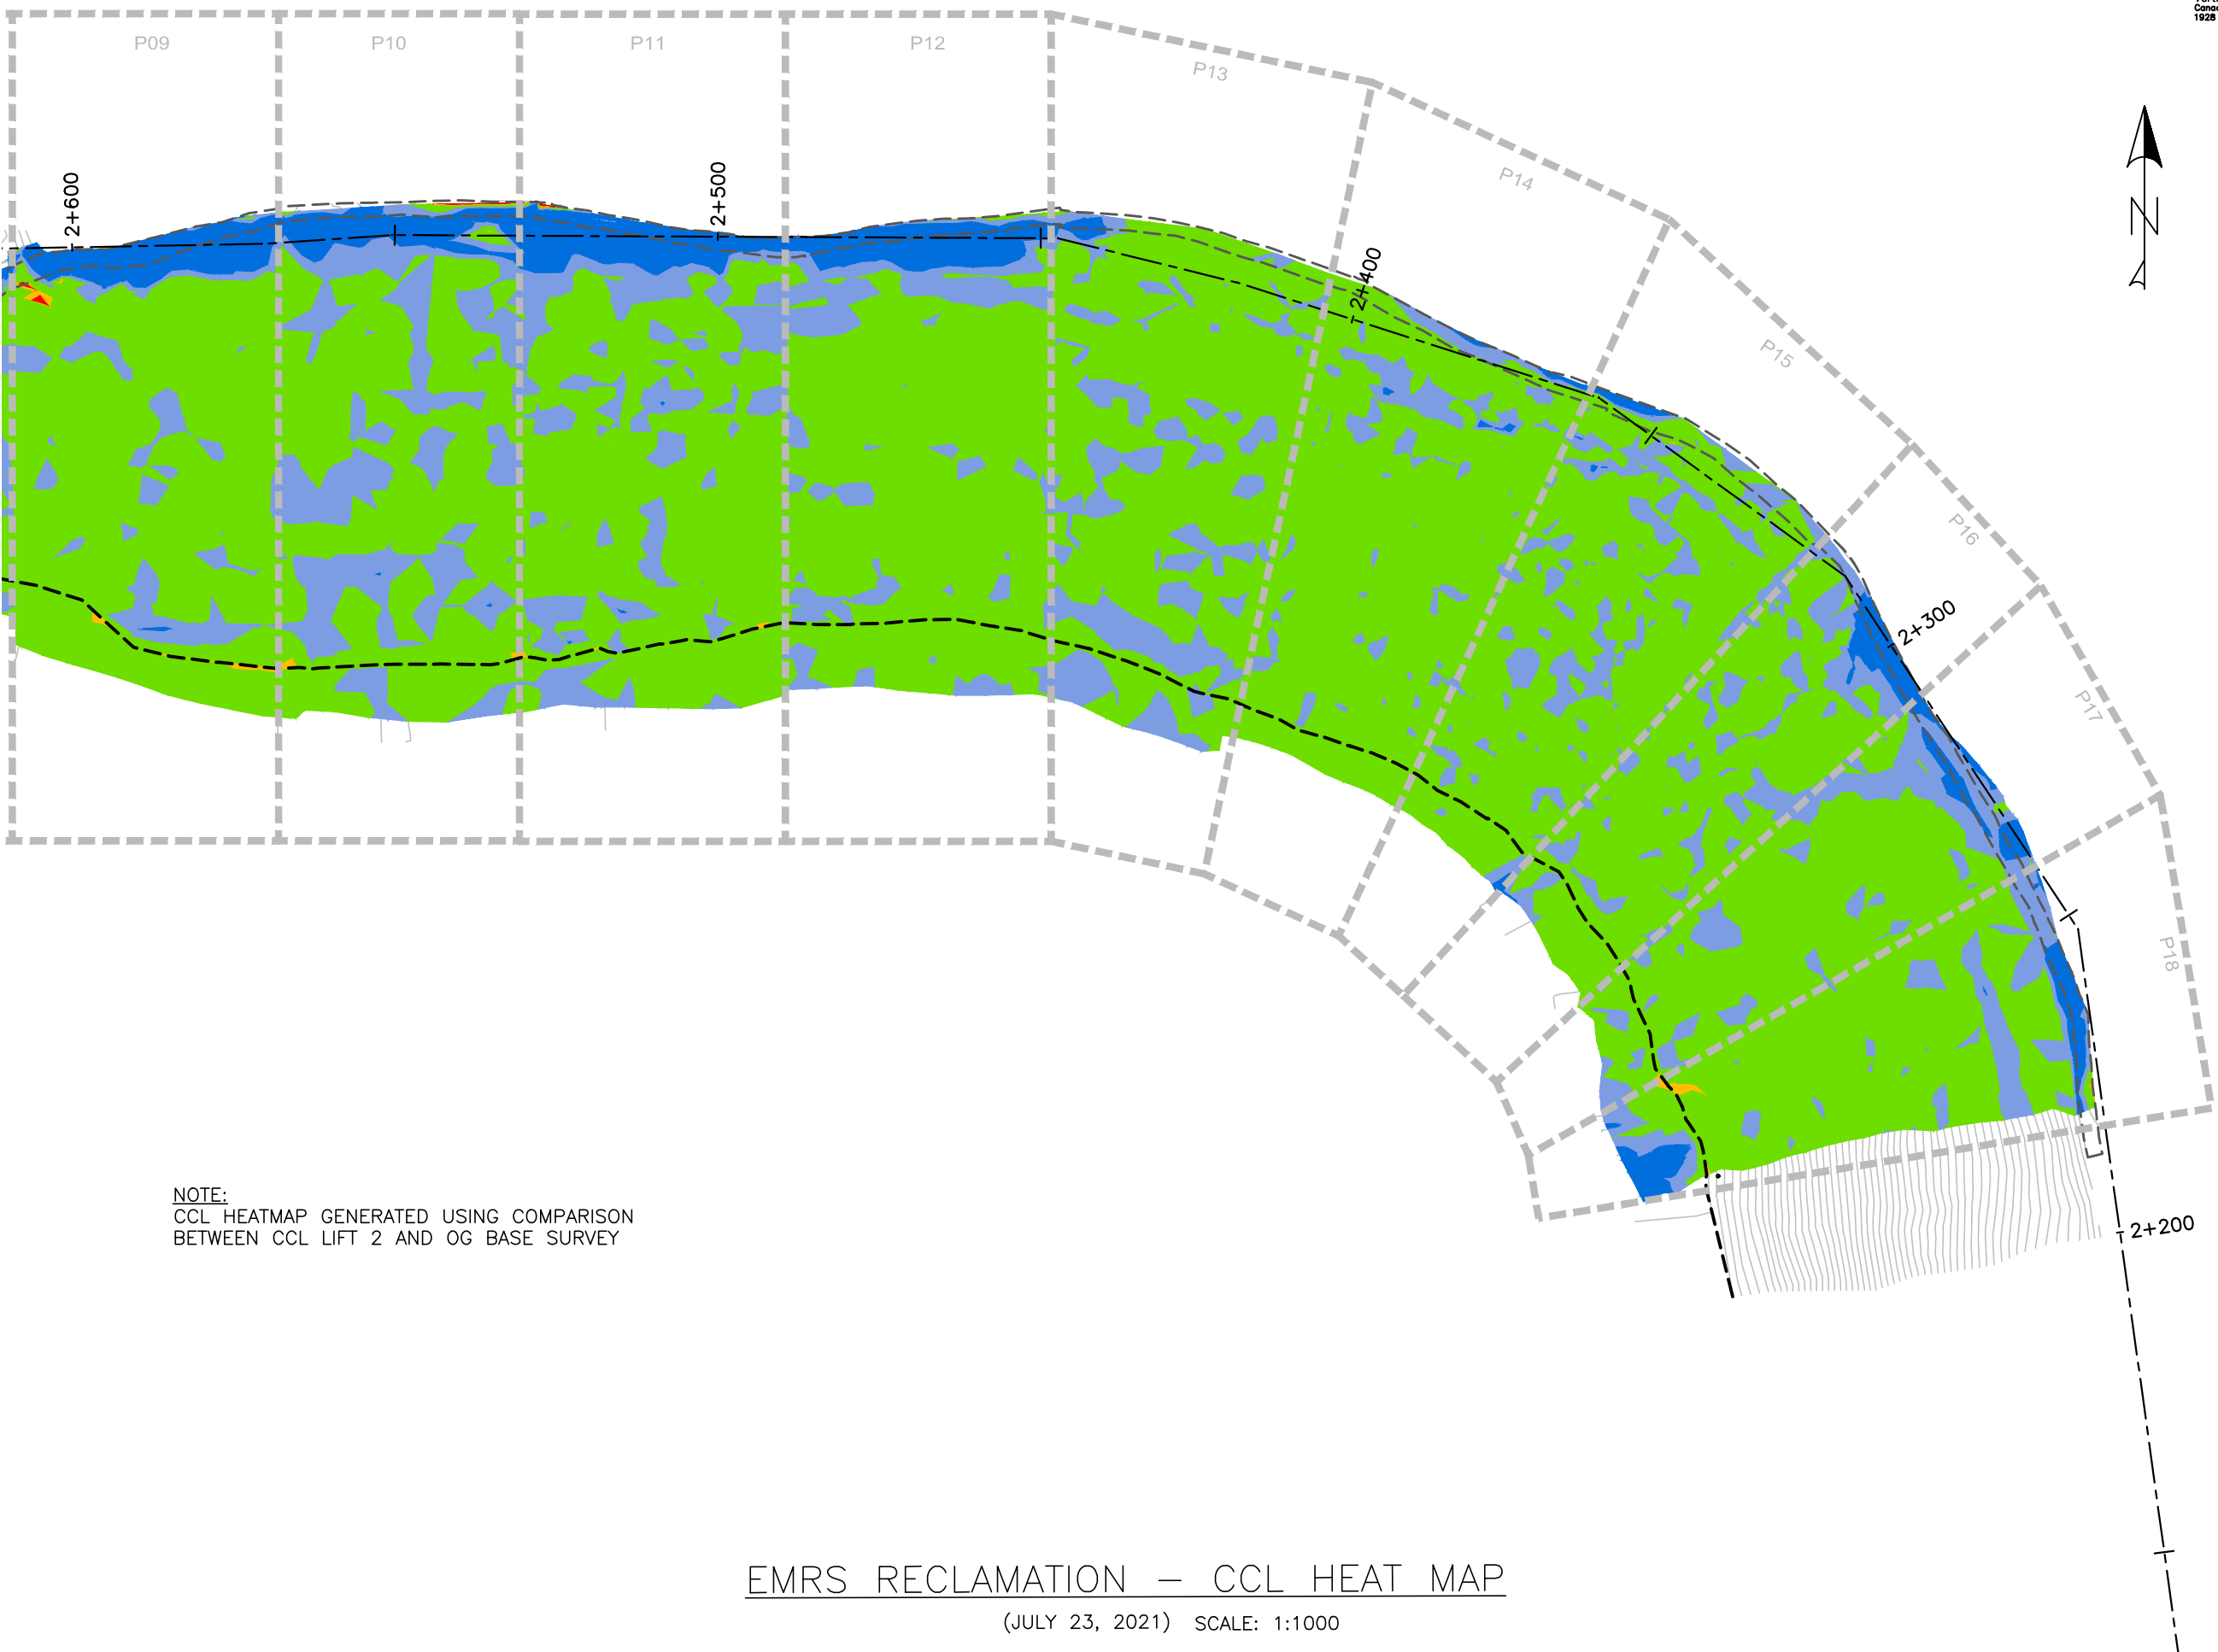 Canad
1928
P09
P10
P11
P12
P13
P14
P15
P16
P17
P18
2+600
2+500
2+400
2+300
2+200
N
NOTE:
CCL HEATMAP GENERATED USING COMPARISON
BETWEEN CCL LIFT 2 AND OG BASE SURVEY
EMRS RECLAMATION – CCL HEAT MAP
(JULY 23, 2021) SCALE: 1:1000